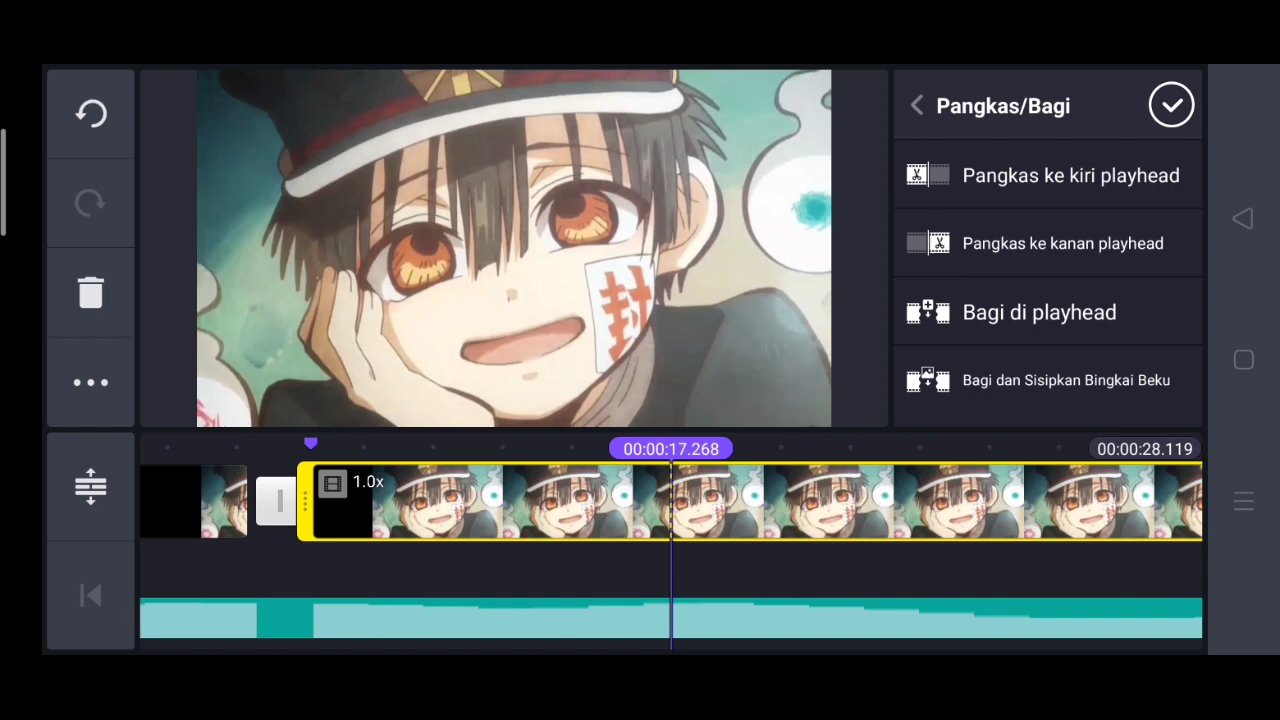 Pangkas/Bagi
Pangkas ke kiri playhead
Pangkas ke kanan playhead
Bagi di playhead
Bagi dan Sisipkan Bingkai Beku
封
00:00:17.268
00:00:28.119
1.0x